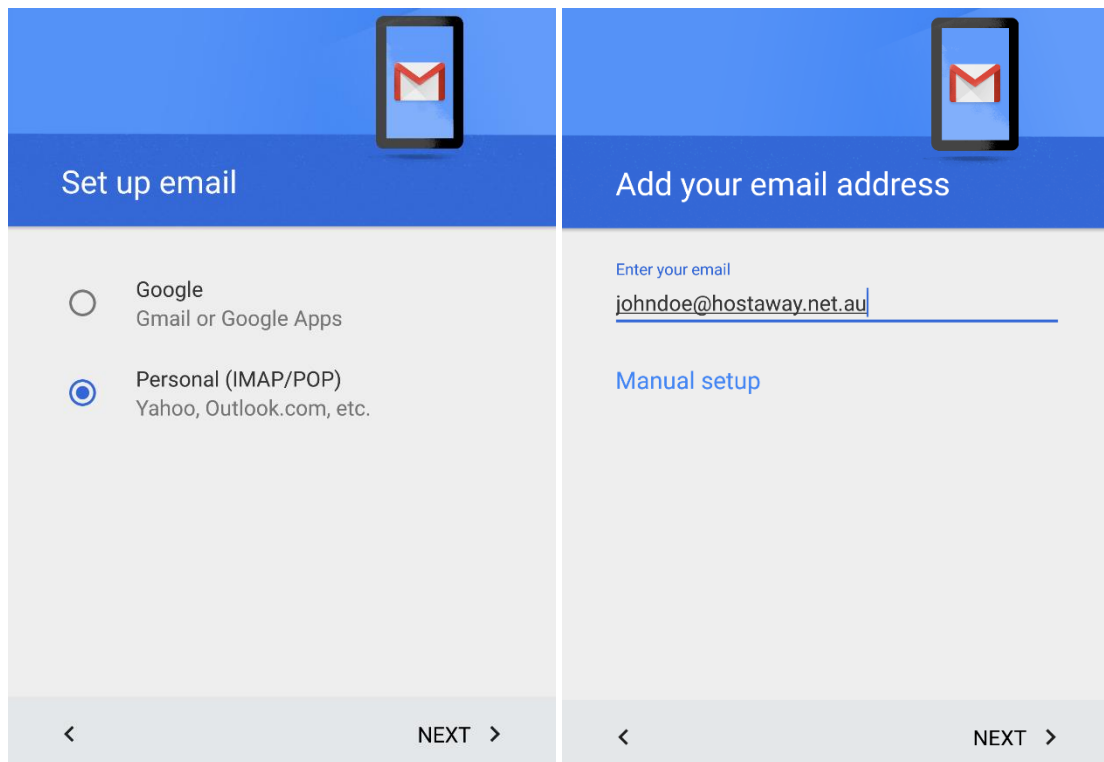 Set up email
Google
Gmail or Google Apps
Personal (IMAP/POP)
Yahoo, Outlook.com, etc.
NEXT
Add your email address
Enter your email
johndoe@hostaway.net.au
Manual setup
NEXT